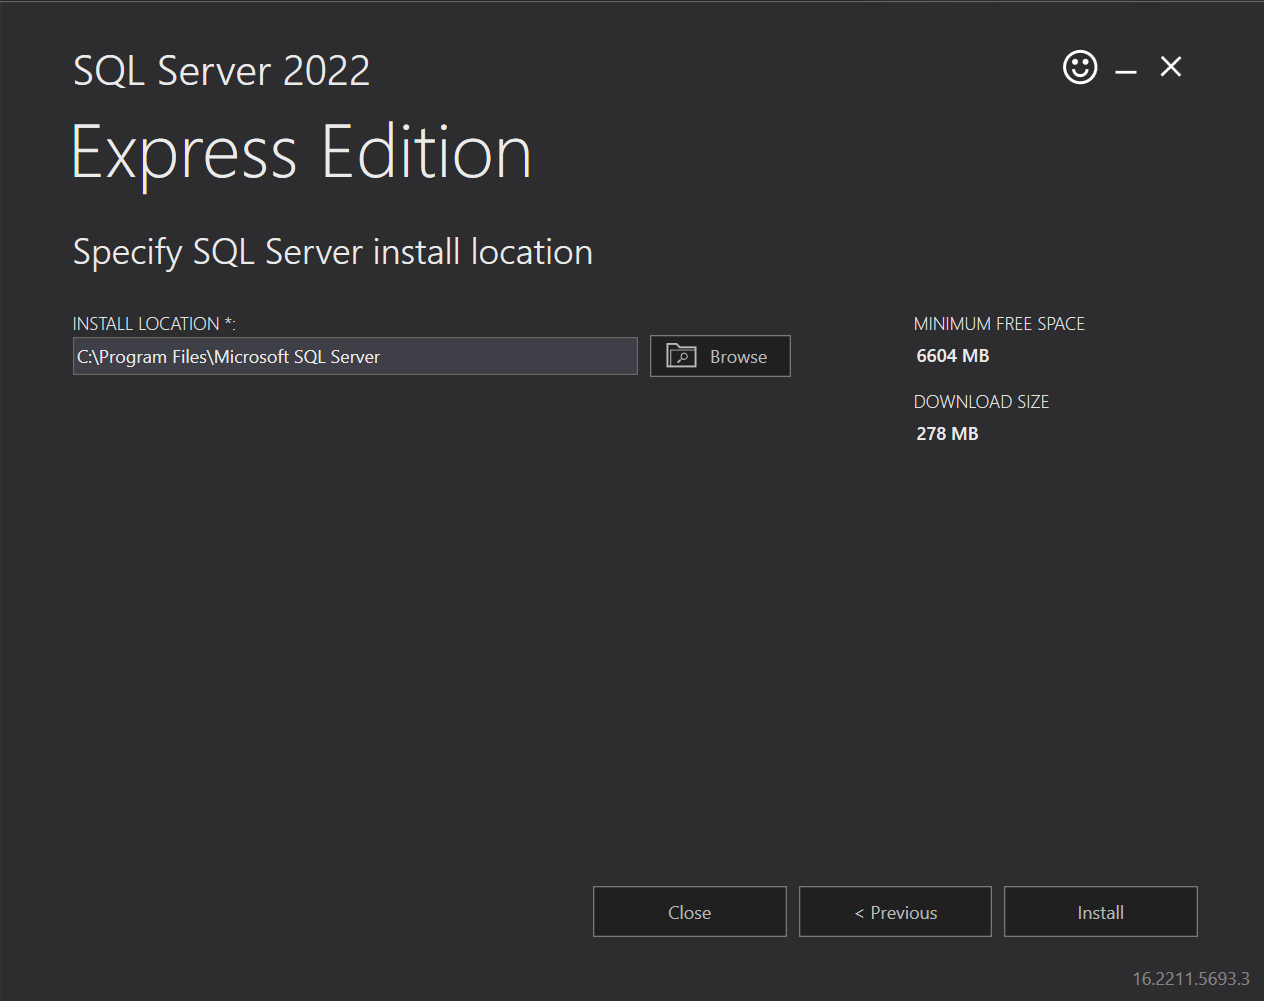 SQL Server 2022
Express Edition
Specify SQL Server install location
INSTALL LOCATION *:
C:\Program Files\Microsoft SQL Server
Browse
MINIMUM FREE SPACE
6604 MB
DOWNLOAD SIZE
278 MB
Close
< Previous
Install
16.2211.5693.3